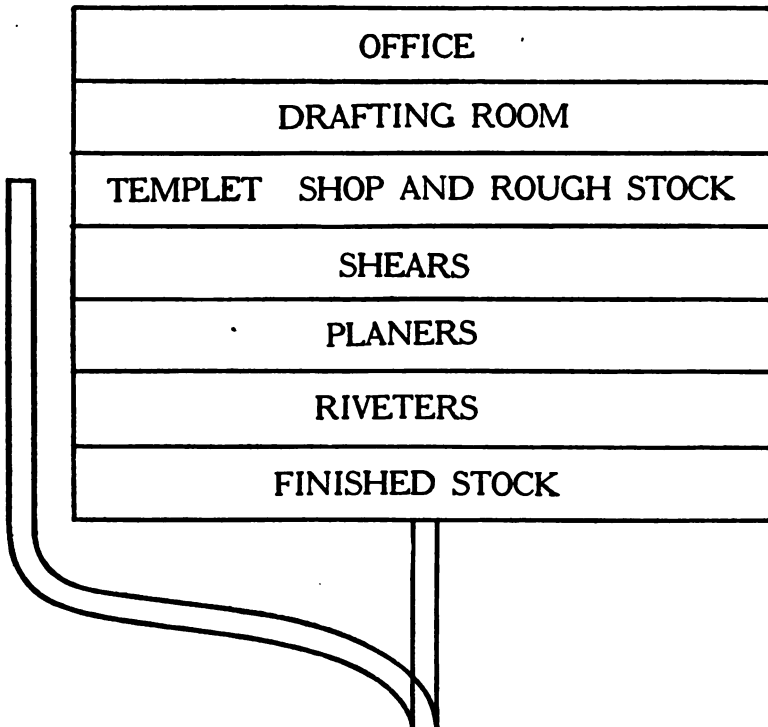 OFFICE
DRAFTING ROOM
TEMPLET SHOP AND ROUGH STOCK
SHEARS
PLANERS
RIVETERS
FINISHED STOCK